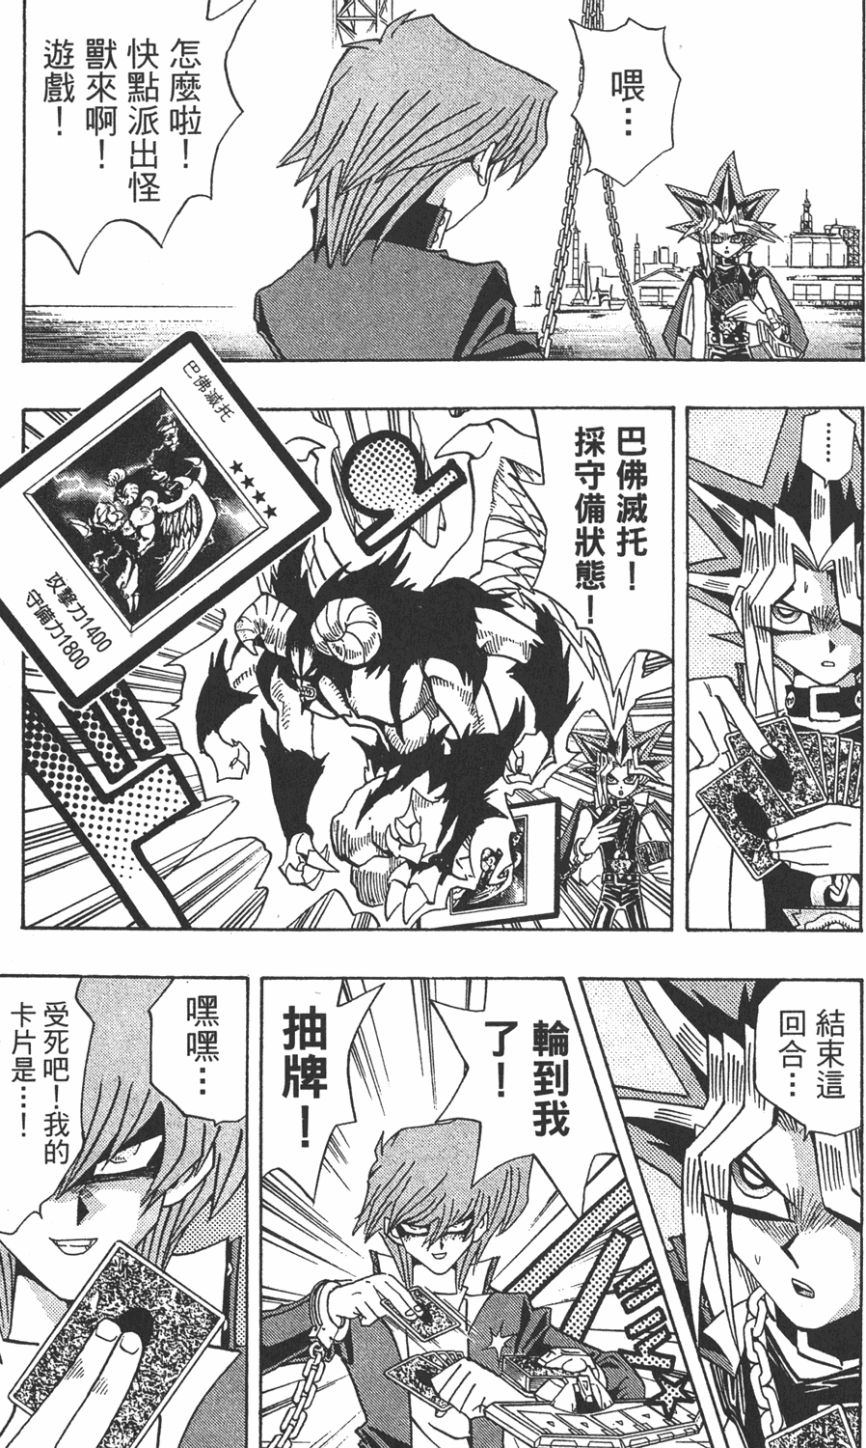 喂…
怎麼啦！
快點派出怪
獸來啊！
遊戲！
……
巴佛滅托！
採守備狀態！
巴佛滅托
★★★★
攻擊力1400
守備力1800
結束這
回合…
輪到我
了！
抽牌！
嘿嘿…
受死吧！我的
卡片是…！